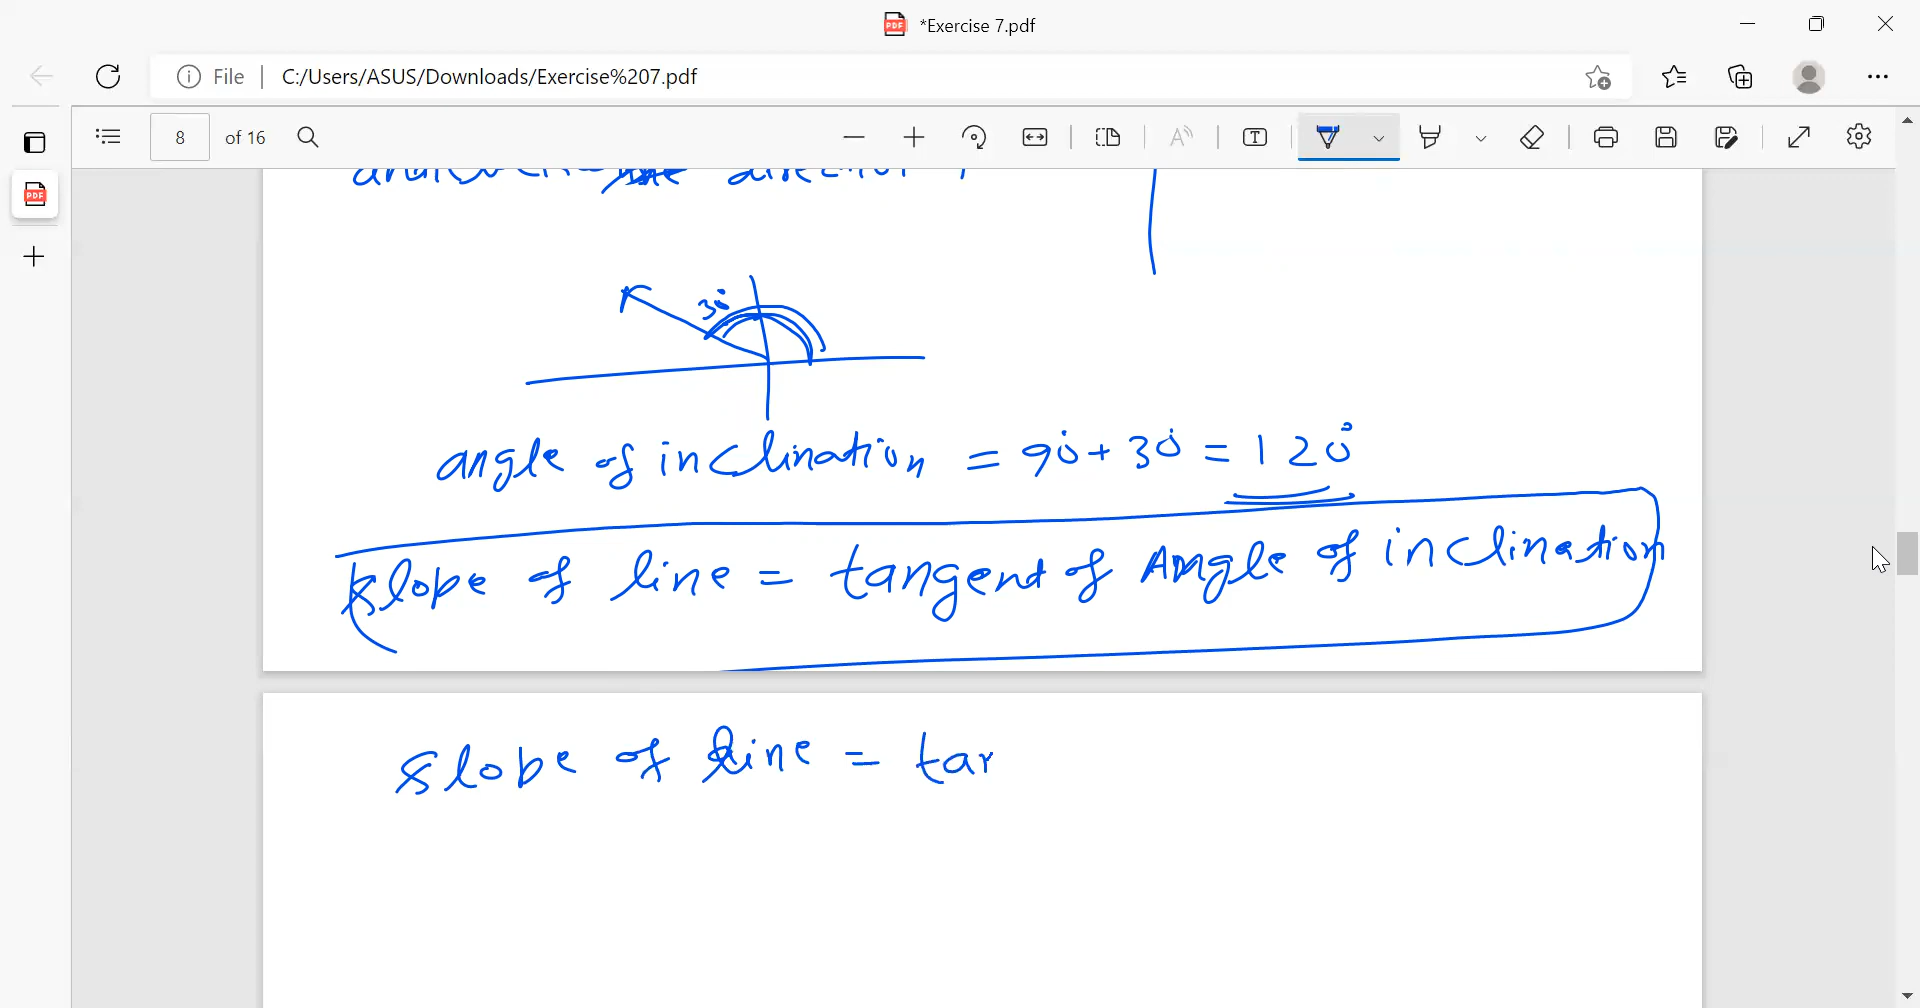 *Exercise 7.pdf
File C:/Users/ASUS/Downloads/Exercise%207.pdf
8 of 16
30°
angle of inclination = 90° + 30° = 120°
slope of line = tangent of Angle of inclination
slope of line = tan